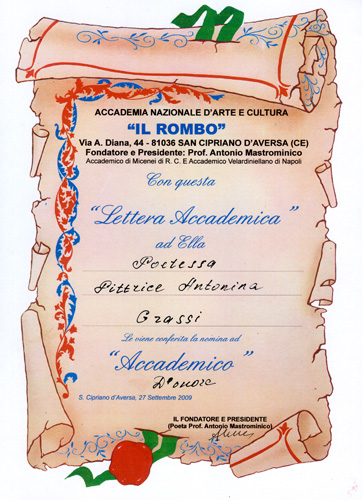 ACCADEMIA NAZIONALE D'ARTE E CULTURA
"IL ROMBO"
Via A. Diana, 44 - 81036 SAN CIPRIANO D'AVERSA (CE)
Fondatore e Presidente: Prof. Antonio Mastrominico
Accademico di Micenei di R. C. E Accademico Velardiniellano di Napoli
Con questa
"Lettera Accademica"
ad Ella
Poetessa
Pittrice Antonina
Grassi
Le viene conferita la nomina ad
"Accademico"
D'onore
S. Cipriano d'Aversa, 27 Settembre 2009
IL FONDATORE E PRESIDENTE
(Poeta Prof. Antonio Mastrominico)